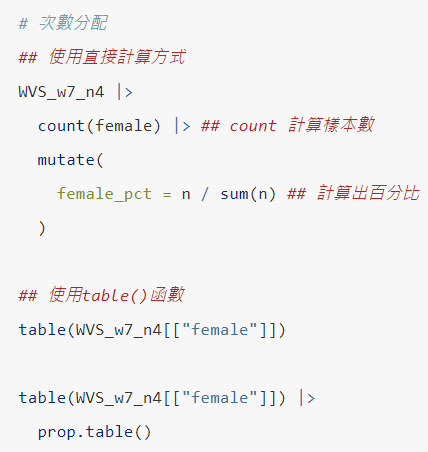 # 次數分配
## 使用直接計算方式
WVS_w7_n4 |>
  count(female) |> ## count 計算樣本數
  mutate(
    female_pct = n / sum(n) ## 計算出百分比
  )
## 使用table()函數
table(WVS_w7_n4[["female"]])
table(WVS_w7_n4[["female"]]) |>
  prop.table()